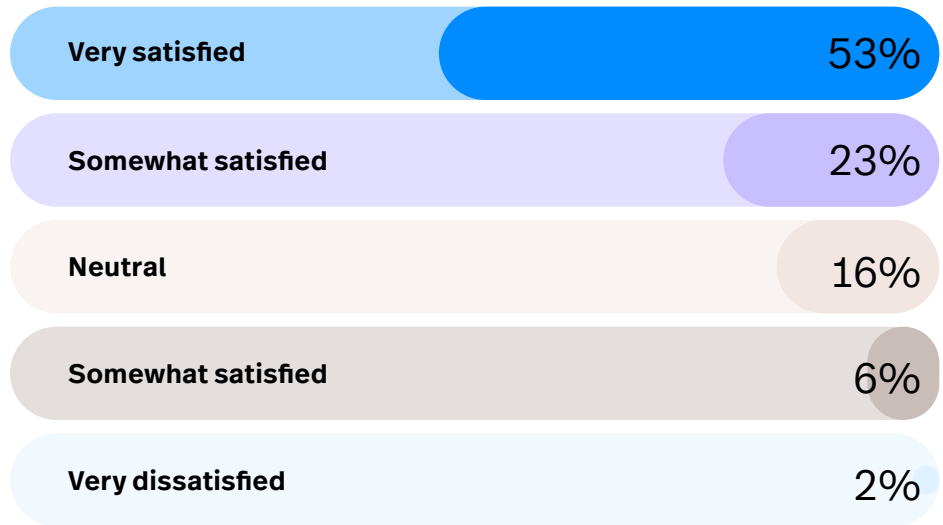 Very satisfied 53%
Somewhat satisfied 23%
Neutral 16%
Somewhat satisfied 6%
Very dissatisfied 2%